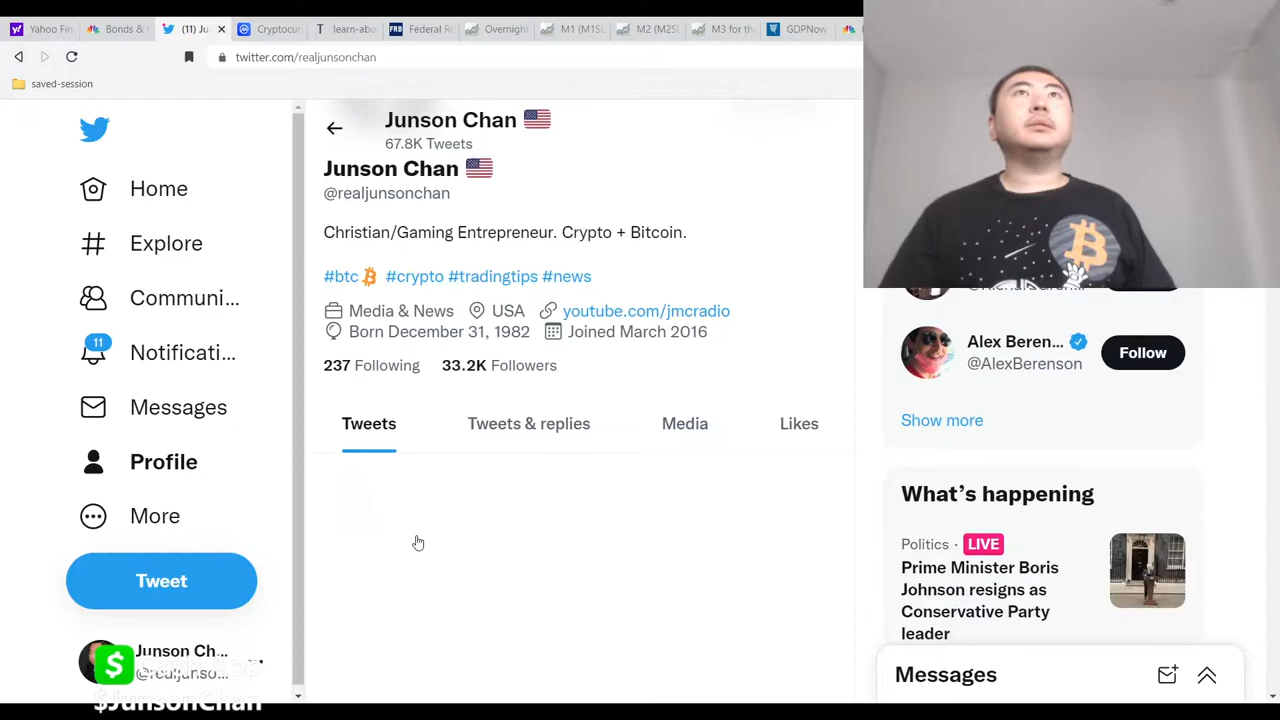 Yahoo Fin
Bonds &
(11) Ju
Cryptocur
learn-abo
Federal Re
Overnight
M1 (M1SL
M2 (M2SL
M3 for th
GDPNow
twitter.com/realjunsonchan
saved-session
Junson Chan
67.8K Tweets
Junson Chan
@realjunsonchan
Christian/Gaming Entrepreneur. Crypto + Bitcoin.
#btc #crypto #tradingtips #news
Media & News USA youtube.com/jmcradio
Born December 31, 1982 Joined March 2016
237 Following 33.2K Followers
Tweets Tweets & replies Media Likes
Home
Explore
Communi...
11
Notificati...
Messages
Profile
More
Tweet
Junson Ch...
@realjunso...
$JunsonChan
Alex Beren...
@AlexBerenson
Follow
Show more
What's happening
Politics · LIVE
Prime Minister Boris
Johnson resigns as
Conservative Party
leader
Messages